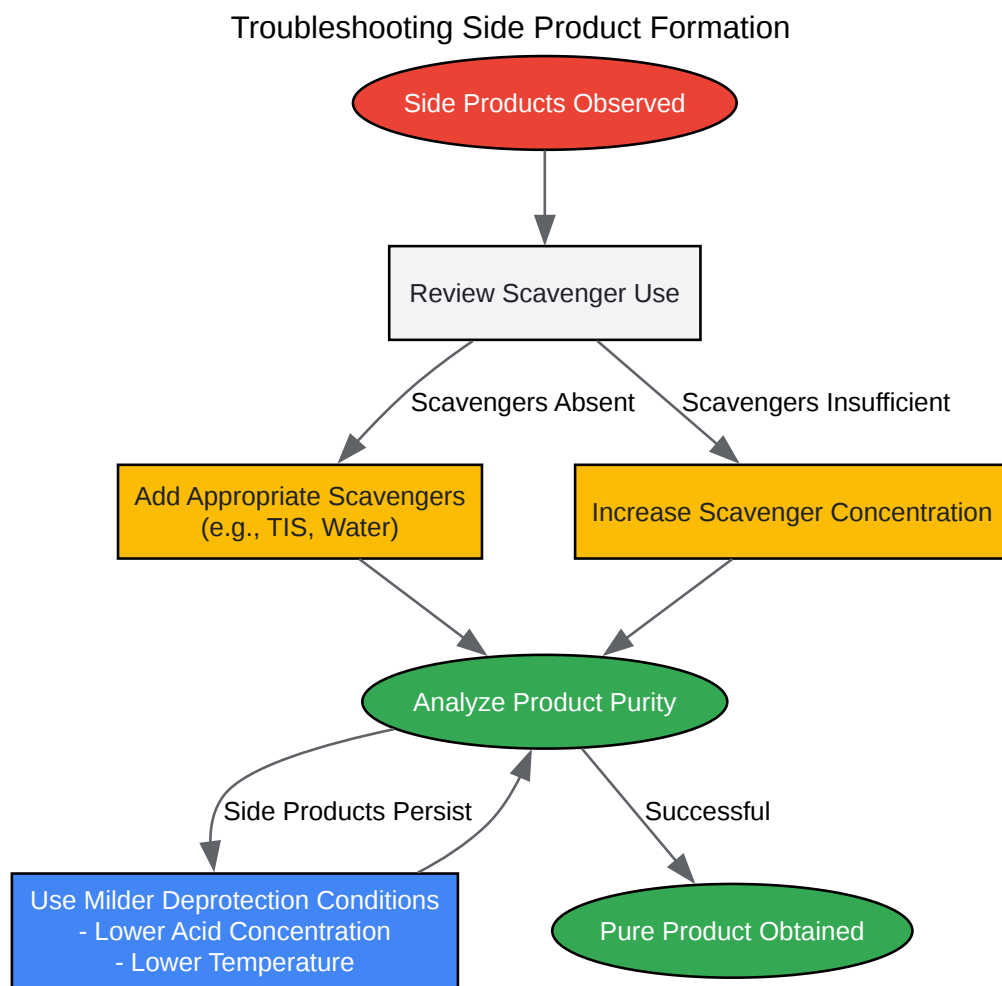 Troubleshooting Side Product Formation
Side Products Observed
Review Scavenger Use
Scavengers Absent
Scavengers Insufficient
Add Appropriate Scavengers
(e.g., TIS, Water)
Increase Scavenger Concentration
Analyze Product Purity
Side Products Persist
Successful
Use Milder Deprotection Conditions
- Lower Acid Concentration
- Lower Temperature
Pure Product Obtained